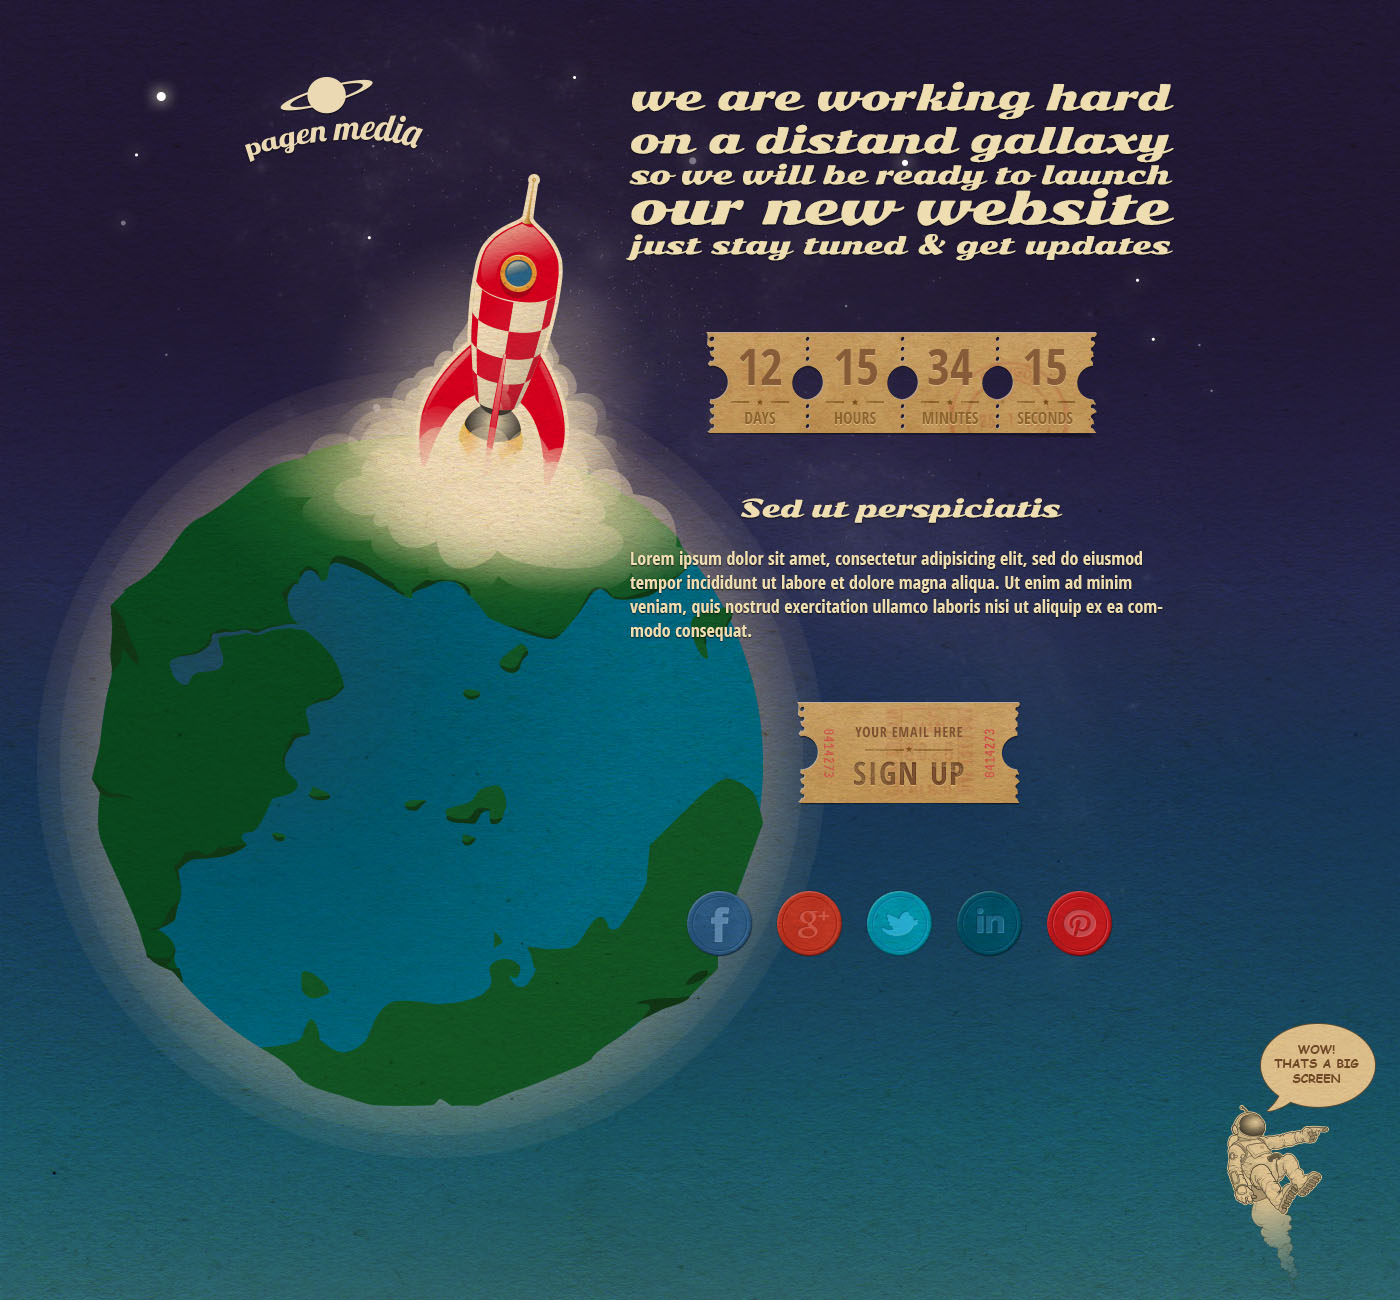 pagen media
we are working hard
on a distand gallaxy
so we will be ready to launch
our new website
just stay tuned & get updates
12 15 34 15
DAYS HOURS MINUTES SECONDS
Sed ut perspiciatis
Lorem ipsum dolor sit amet, consectetur adipisicing elit, sed do eiusmod
tempor incididunt ut labore et dolore magna aliqua. Ut enim ad minim
veniam, quis nostrud exercitation ullamco laboris nisi ut aliquip ex ea com-
modo consequat.
0414273
YOUR EMAIL HERE
SIGN UP
0414273
f g+ in p
WOW!
THATS A BIG
SCREEN